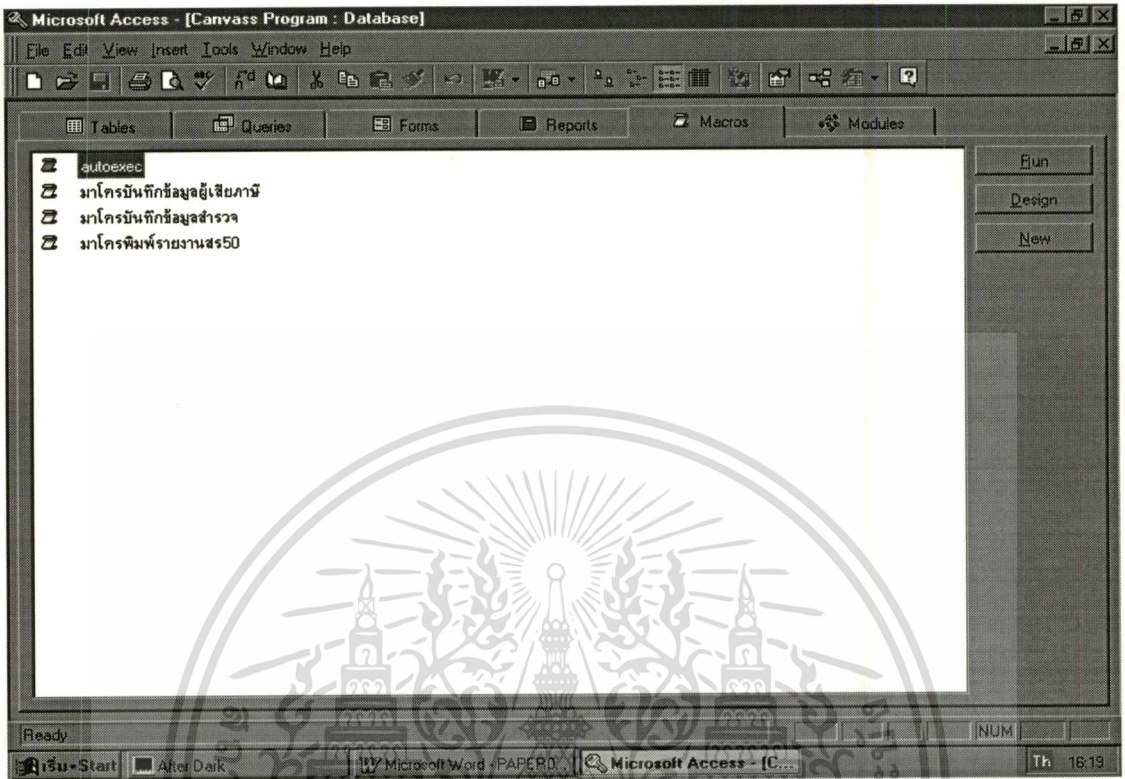 Microsoft Access - [Canvass Program : Database]
File Edit View Insert Tools Window Help
Tables Queries Forms Reports Macros Modules
autoexec
มาโครบันทึกข้อมูลผู้เสียภาษี
มาโครบันทึกข้อมูลสำรวจ
มาโครพิมพ์รายงานสร50
Run
Design
New
Ready
NUM
เริ่ม•Start After Dark Microsoft Word - PAPERD... Microsoft Access - [C... Th 16:19